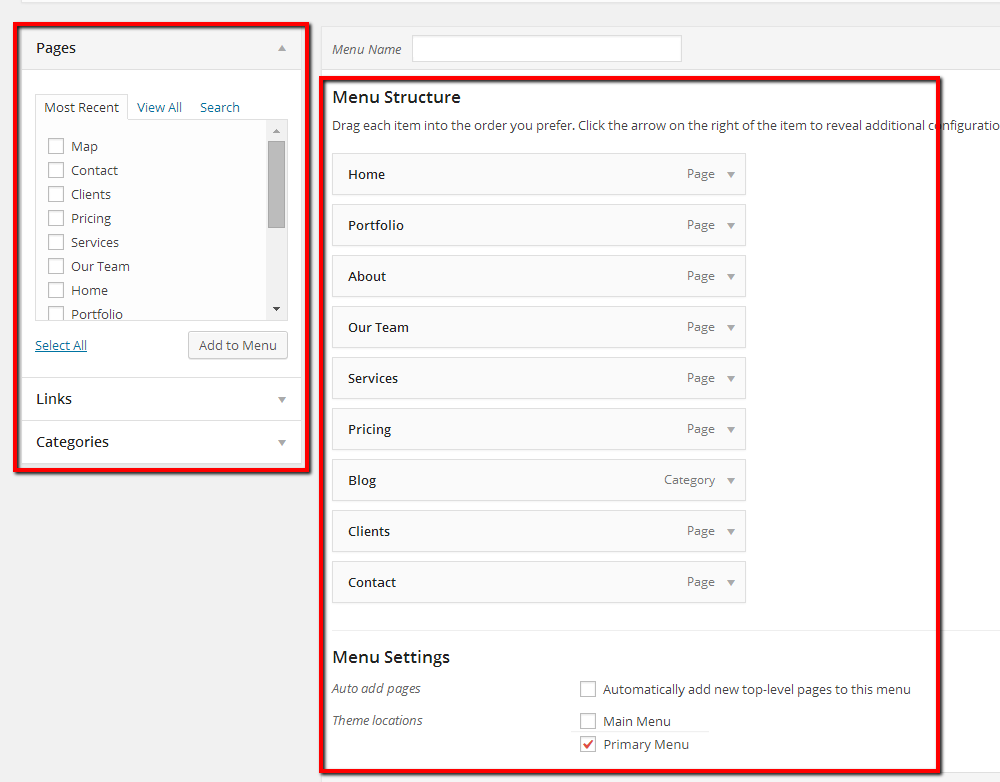 Pages
Most Recent View All Search
Map
Contact
Clients
Pricing
Services
Our Team
Home
Portfolio
Select All Add to Menu
Links
Categories
Menu Name
Menu Structure
Drag each item into the order you prefer. Click the arrow on the right of the item to reveal additional configuratio
Home Page
Portfolio Page
About Page
Our Team Page
Services Page
Pricing Page
Blog Category
Clients Page
Contact Page
Menu Settings
Auto add pages Automatically add new top-level pages to this menu
Theme locations Main Menu
Primary Menu